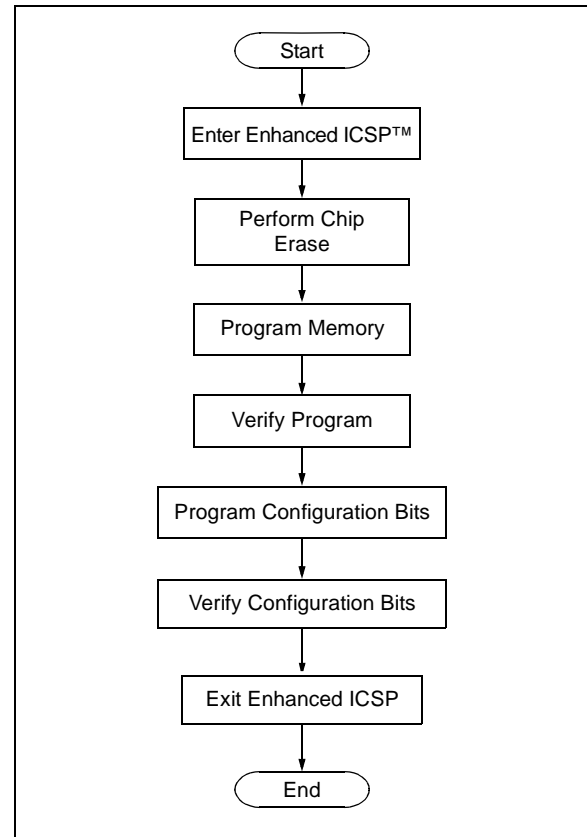 Start
Enter Enhanced ICSP™
Perform Chip
Erase
Program Memory
Verify Program
Program Configuration Bits
Verify Configuration Bits
Exit Enhanced ICSP
End